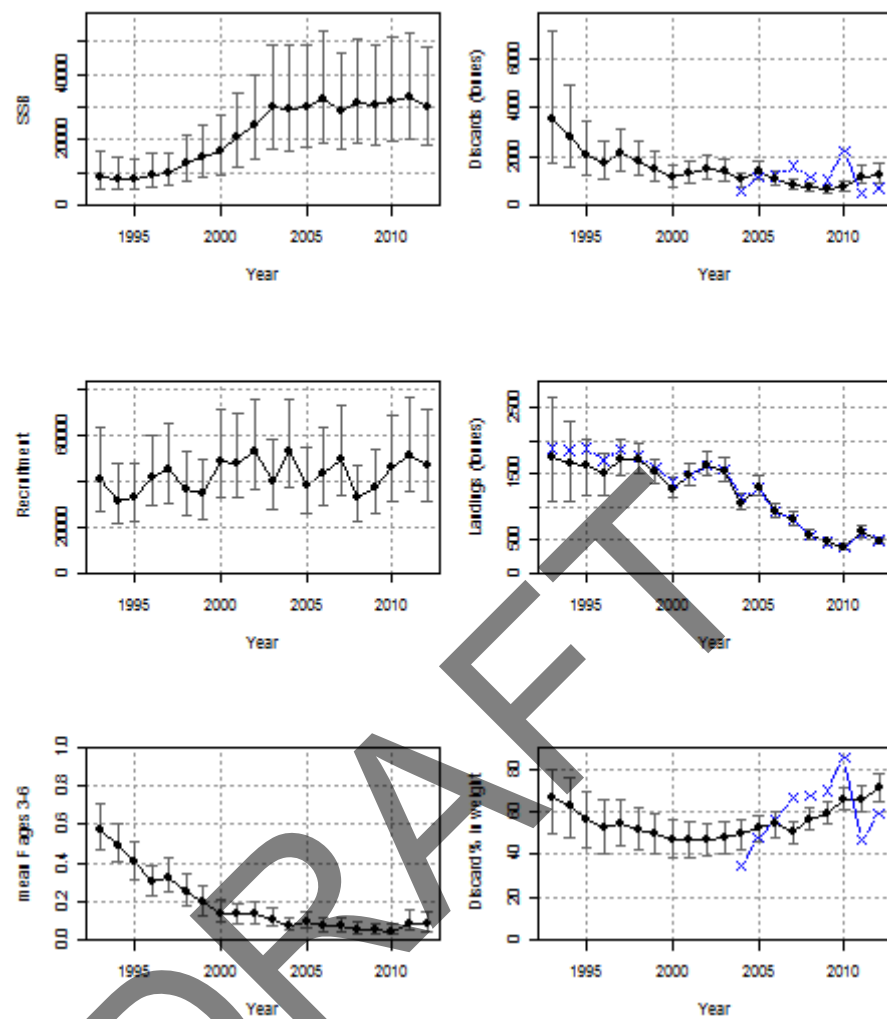 SSB
0 20000 40000
1995 2000 2005 2010
Year
Discards (tonnes)
0 2000 4000 6000
1995 2000 2005 2010
Year
Recruitment
0 20000 60000
1995 2000 2005 2010
Year
Landings (tonnes)
0 500 1500 2500
1995 2000 2005 2010
Year
mean F ages 3-6
0.0 0.2 0.4 0.6 0.8 1.0
1995 2000 2005 2010
Year
Discard % in weight
0 20 40 60 80
1995 2000 2005 2010
Year
DRAFT